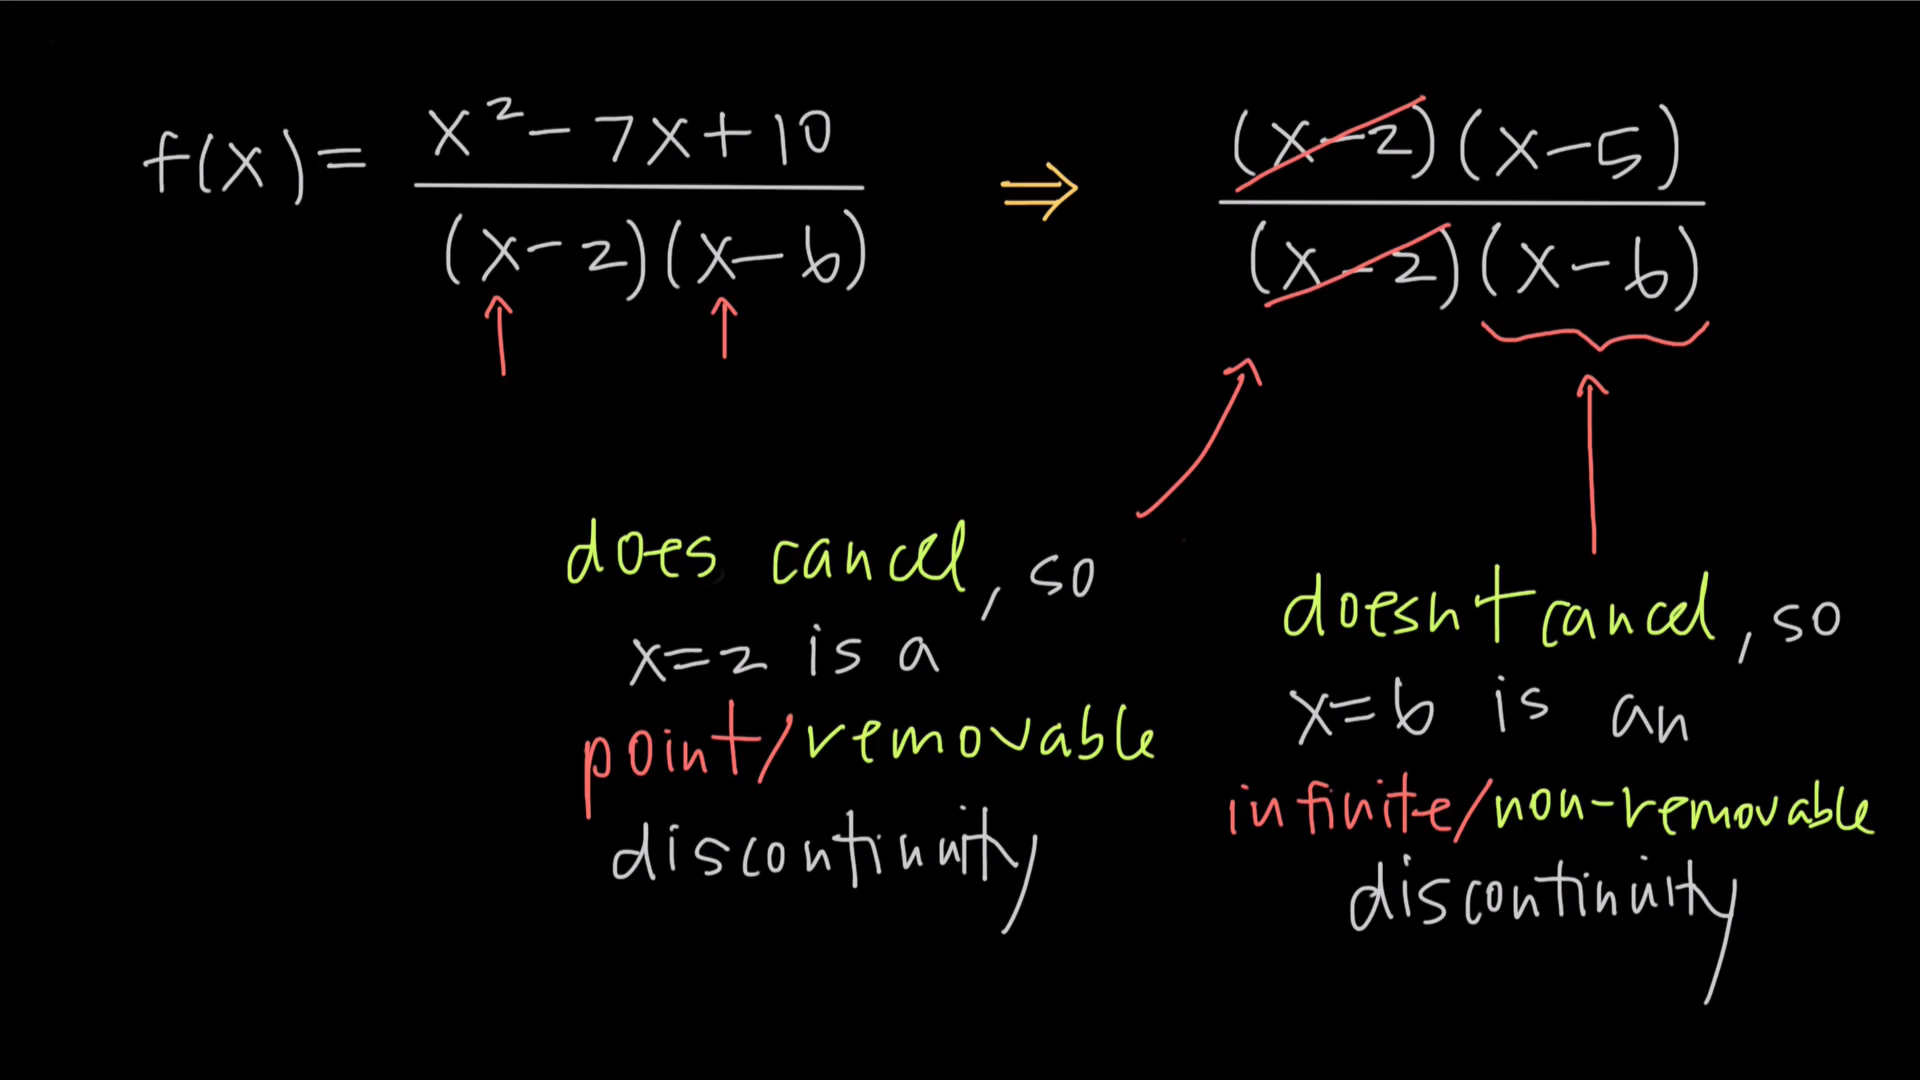 f(x) = (x² - 7x + 10) / ((x-2)(x-6)) ⇒ ((x-2)(x-5)) / ((x-2)(x-6))
does cancel, so
x=2 is a
point/removable
discontinuity
doesnt cancel, so
x=6 is an
infinite/non-removable
discontinuity